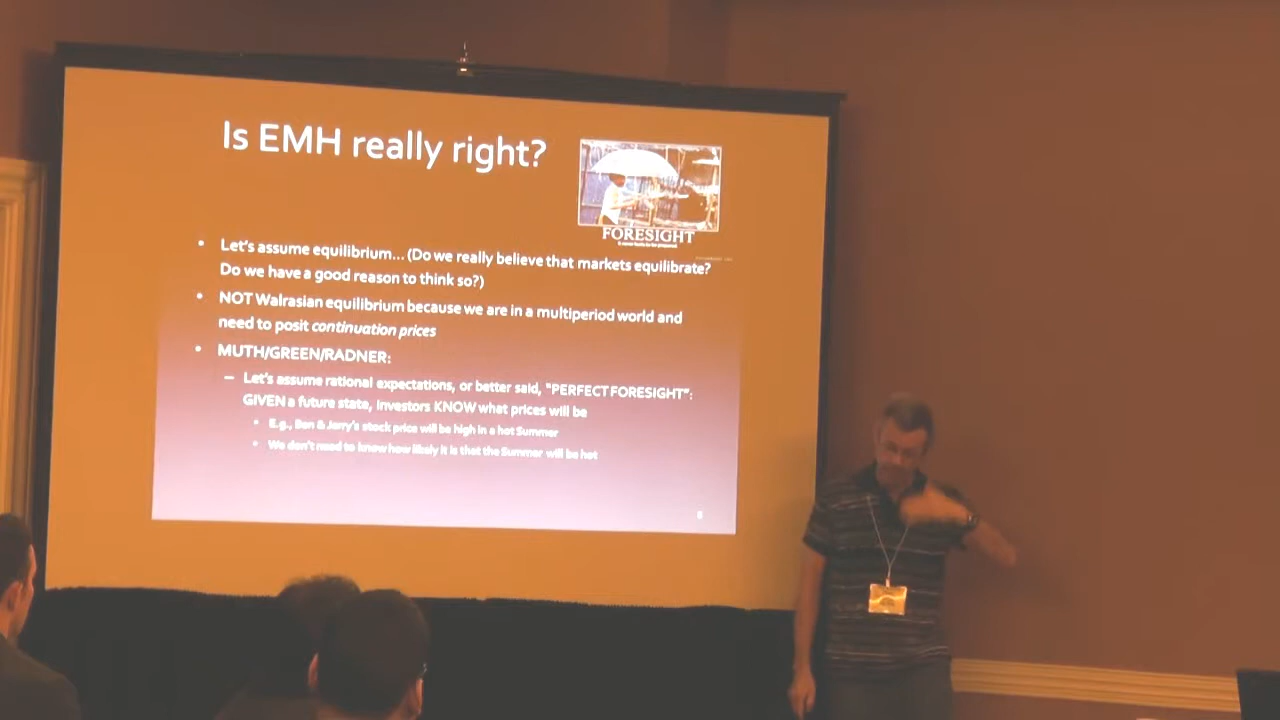 Is EMH really right?
FORESIGHT
• Let's assume equilibrium... (Do we really believe that markets equilibrate?
Do we have a good reason to think so?)
• NOT Walrasian equilibrium because we are in a multiperiod world and
need to posit continuation prices
• MUTH/GREEN/RADNER:
– Let's assume rational expectations, or better said, "PERFECT FORESIGHT":
GIVEN a future state, investors KNOW what prices will be
• E.g., Ben & Jerry's stock price will be high in a hot Summer
• We don't need to know how likely it is that the Summer will be hot